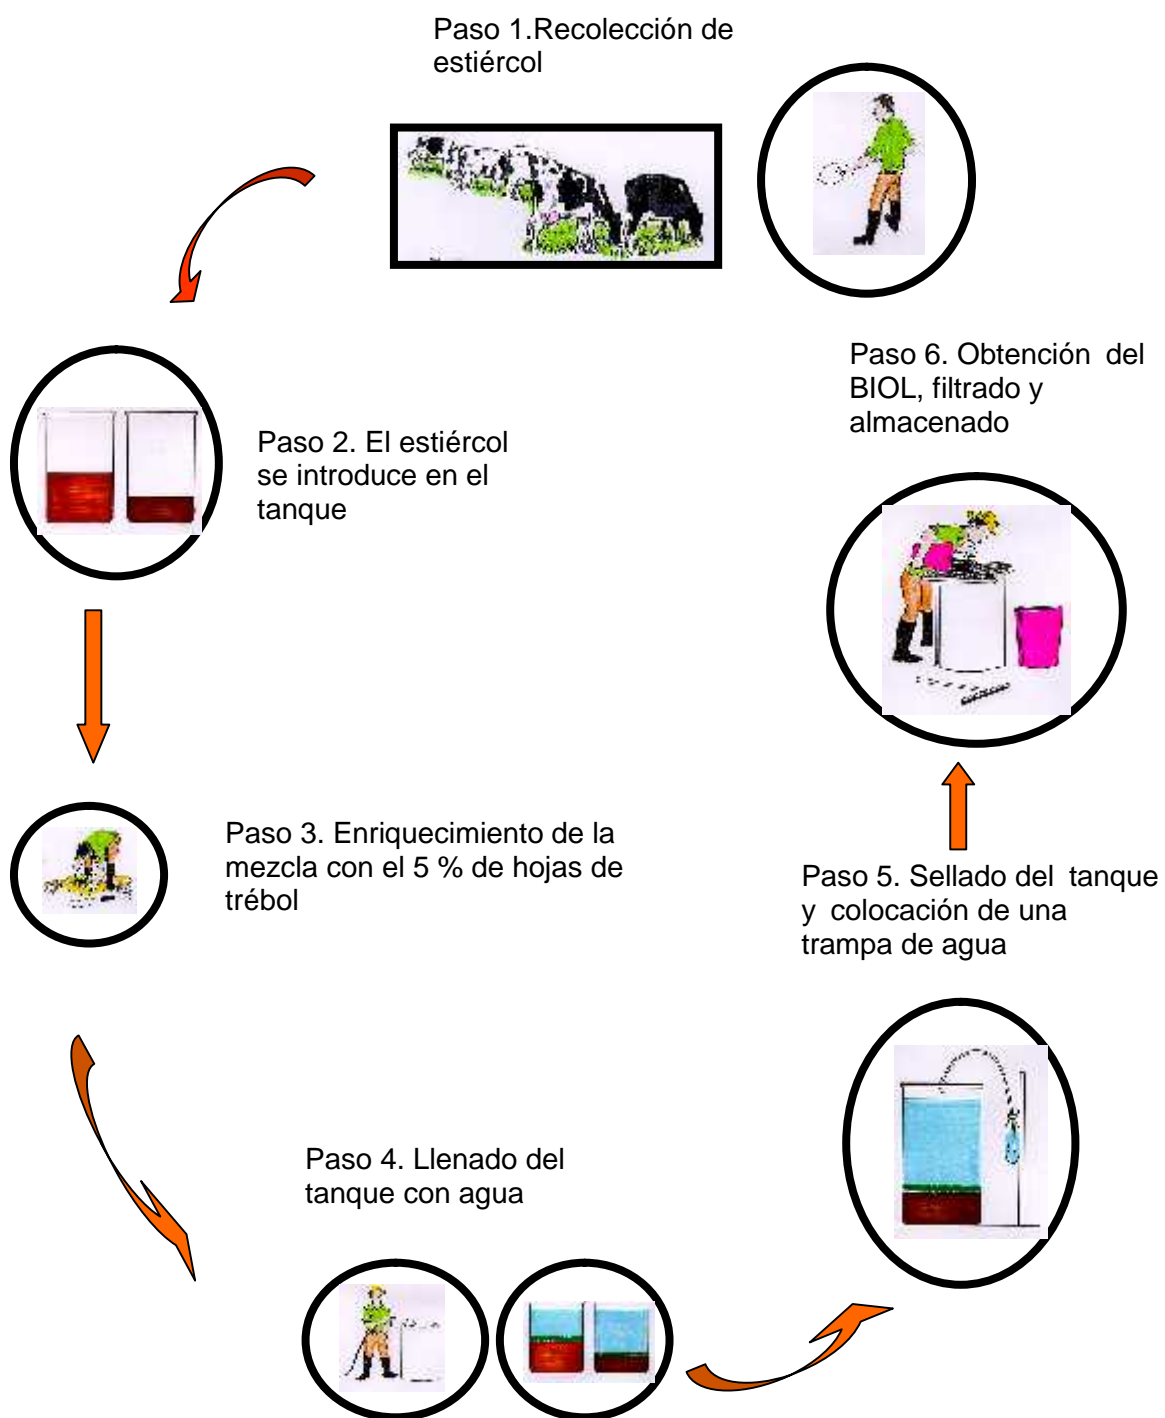 Paso 1.Recolección de
estiércol
Paso 2. El estiércol
se introduce en el
tanque
Paso 3. Enriquecimiento de la
mezcla con el 5 % de hojas de
trébol
Paso 4. Llenado del
tanque con agua
Paso 5. Sellado del tanque
y colocación de una
trampa de agua
Paso 6. Obtención del
BIOL, filtrado y
almacenado